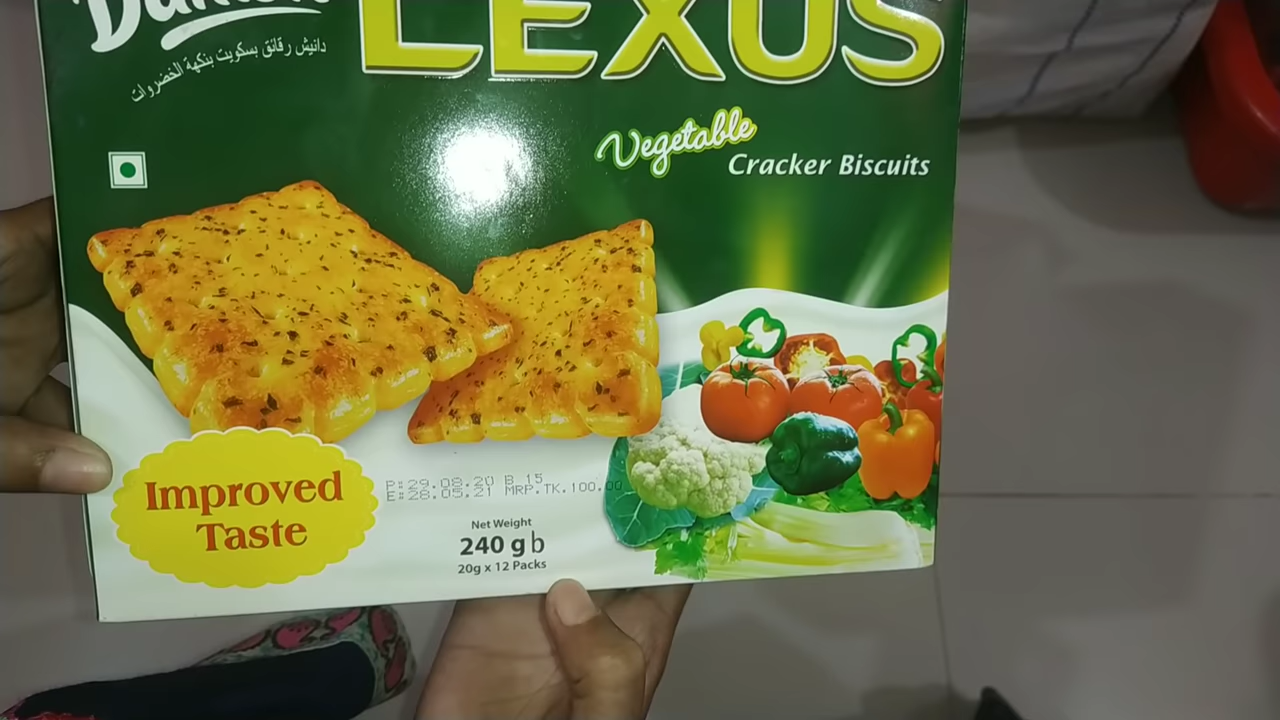 LEXUS
دانيش رقائق بسكويت بنكهة الخضروات
Vegetable
Cracker Biscuits
Improved
Taste
P:29.08.20 B 15
E:28.05.21 MRP.TK.100.00
Net Weight
240 g b
20g x 12 Packs